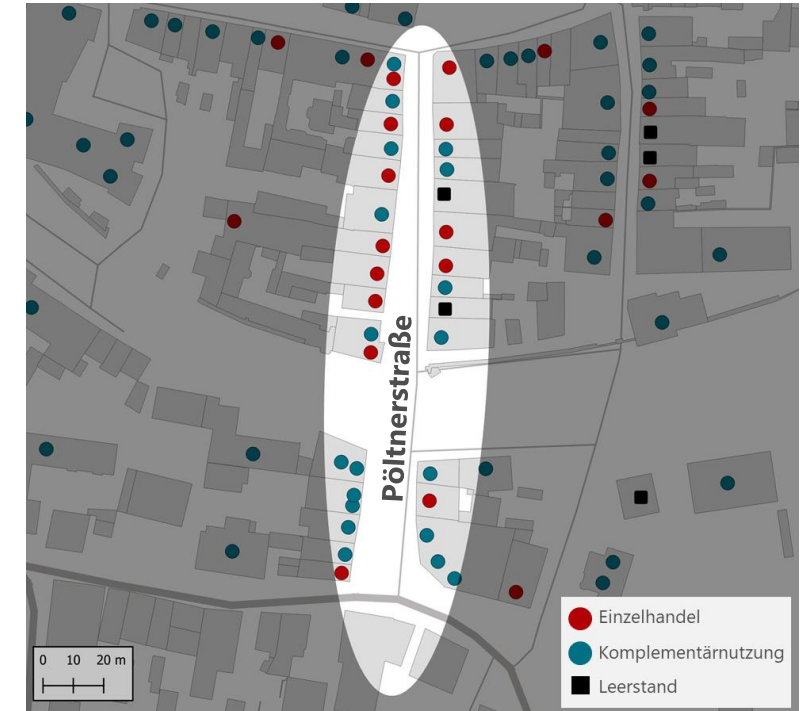 Pöltnerstraße
Einzelhandel
Komplementärnutzung
Leerstand
0 10 20 m